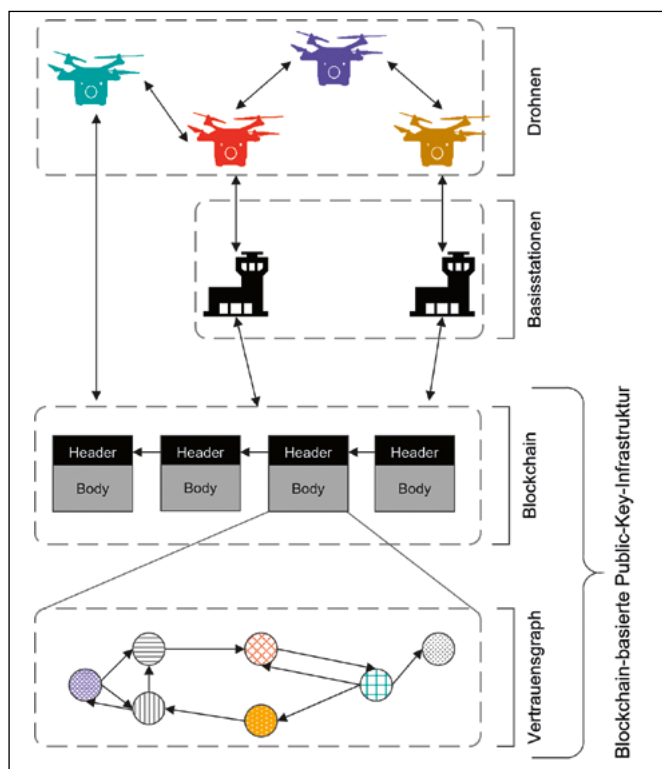 Drohnen
Basisstationen
Header
Header
Header
Header
Body
Body
Body
Body
Blockchain
Vertrauensgraph
Blockchain-basierte Public-Key-Infrastruktur